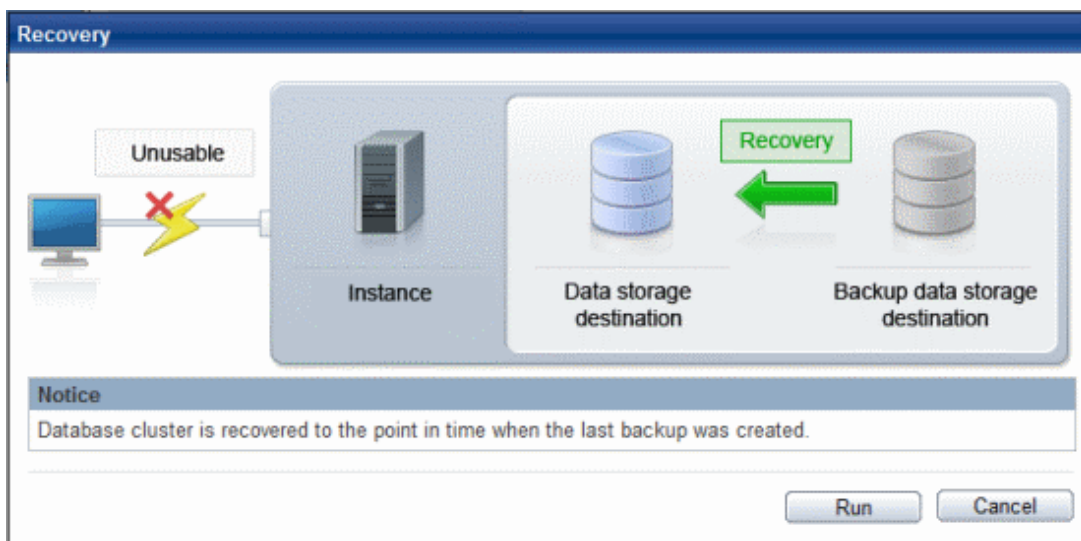 Recovery
Unusable
Recovery
Instance
Data storage
destination
Backup data storage
destination
Notice
Database cluster is recovered to the point in time when the last backup was created.
Run
Cancel